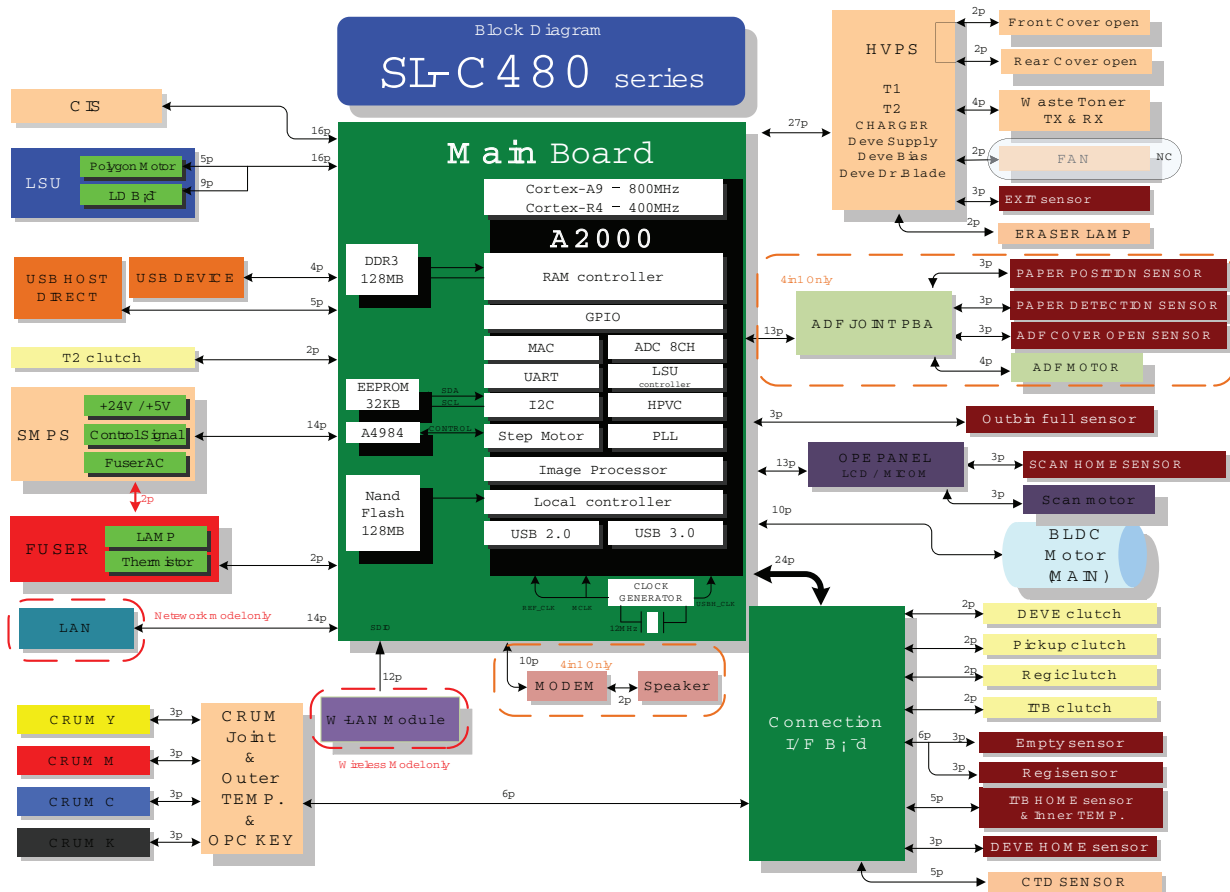 Block Diagram
SL-C480 series
CIS
16p
LSU
Polygon Motor
5p
16p
LD B¡¯d
9p
USB HOST
DIRECT
USB DEVICE
4p
5p
T2 clutch
2p
SMPS
+24V /+5V
Control Signal
Fuser AC
14p
2p
FUSER
LAMP
Thermistor
2p
LAN
Neteywork model only
14p
CRUM Y
3p
CRUM M
3p
CRUM C
3p
CRUM K
3p
CRUM
Joint
&
Outer
TEMP.
&
OPC KEY
6p
W-LAN Module
Wireless Model only
12p
Main Board
Cortex-A9 - 800MHz
Cortex-R4 - 400MHz
A2000
DDR3
128MB
RAM controller
GPIO
MAC
ADC 8CH
UART
LSU
controller
EEPROM
32KB
SDA
SCL
I2C
HPVC
A4984
CONTROL
Step Motor
PLL
Image Processor
Nand
Flash
128MB
Local controller
USB 2.0
USB 3.0
CLOCK
GENERATOR
REF_CLK
MCLK
USBH_CLK
12MHz
SDIO
10p
4in1 Only
MODEM
2p
Speaker
27p
HVPS
T1
T2
CHARGER
Deve Supply
Deve Bias
Deve Dr.Blade
2p
Front Cover open
2p
Rear Cover open
4p
Waste Toner
TX & RX
2p
FAN
NC
3p
EXIT sensor
2p
ERASER LAMP
4in1 Only
13p
ADF JOINT PBA
3p
PAPER POSITION SENSOR
3p
PAPER DETECTION SENSOR
3p
ADF COVER OPEN SENSOR
4p
ADF MOTOR
3p
Outbin full sensor
13p
OPE PANEL
LCD / MICOM
3p
SCAN HOME SENSOR
3p
Scan motor
10p
BLDC
Motor
(MAIN)
24p
Connection
I/F B¡¯d
2p
DEVE clutch
2p
Pickup clutch
2p
Regi clutch
2p
ITB clutch
6p
3p
Empty sensor
3p
Regi sensor
5p
ITB HOME sensor
& Inner TEMP.
3p
DEVE HOME sensor
5p
CTD SENSOR